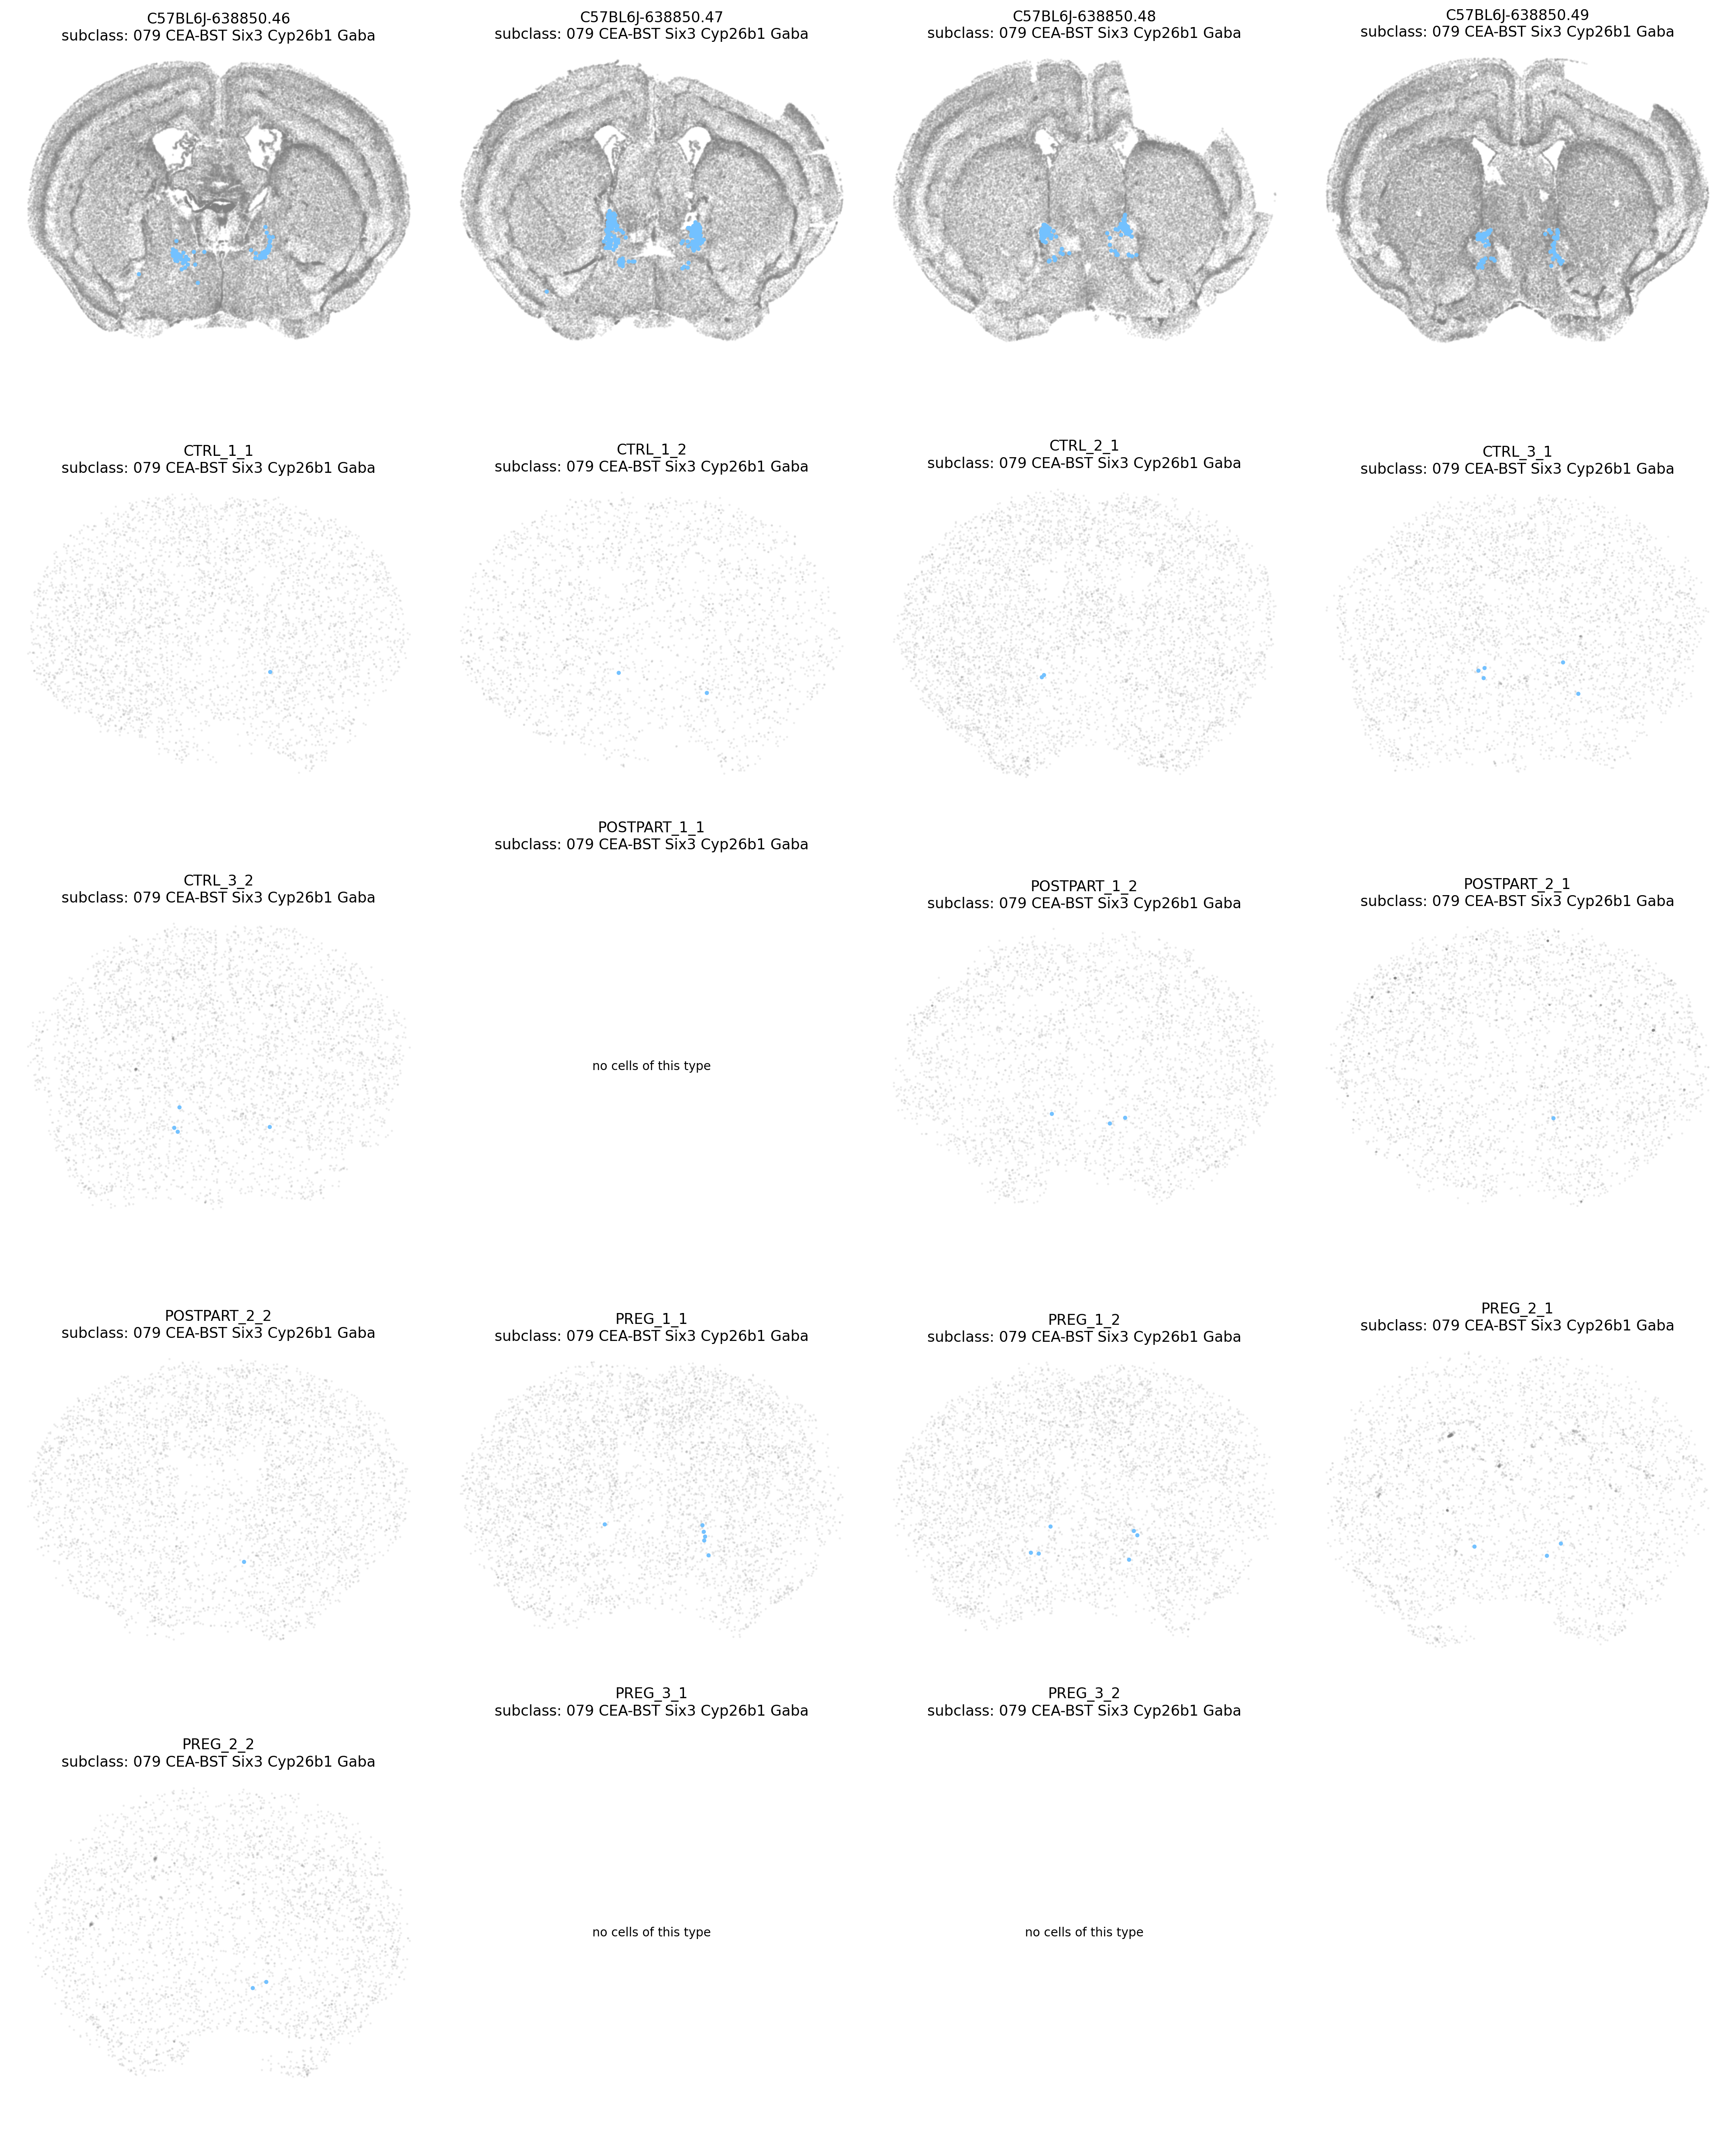 C57BL6J-638850.46
subclass: 079 CEA-BST Six3 Cyp26b1 Gaba
C57BL6J-638850.47
subclass: 079 CEA-BST Six3 Cyp26b1 Gaba
C57BL6J-638850.48
subclass: 079 CEA-BST Six3 Cyp26b1 Gaba
C57BL6J-638850.49
subclass: 079 CEA-BST Six3 Cyp26b1 Gaba
CTRL_1_1
subclass: 079 CEA-BST Six3 Cyp26b1 Gaba
CTRL_1_2
subclass: 079 CEA-BST Six3 Cyp26b1 Gaba
CTRL_2_1
subclass: 079 CEA-BST Six3 Cyp26b1 Gaba
CTRL_3_1
subclass: 079 CEA-BST Six3 Cyp26b1 Gaba
CTRL_3_2
subclass: 079 CEA-BST Six3 Cyp26b1 Gaba
POSTPART_1_1
subclass: 079 CEA-BST Six3 Cyp26b1 Gaba
no cells of this type
POSTPART_1_2
subclass: 079 CEA-BST Six3 Cyp26b1 Gaba
POSTPART_2_1
subclass: 079 CEA-BST Six3 Cyp26b1 Gaba
POSTPART_2_2
subclass: 079 CEA-BST Six3 Cyp26b1 Gaba
PREG_1_1
subclass: 079 CEA-BST Six3 Cyp26b1 Gaba
PREG_1_2
subclass: 079 CEA-BST Six3 Cyp26b1 Gaba
PREG_2_1
subclass: 079 CEA-BST Six3 Cyp26b1 Gaba
PREG_2_2
subclass: 079 CEA-BST Six3 Cyp26b1 Gaba
PREG_3_1
subclass: 079 CEA-BST Six3 Cyp26b1 Gaba
no cells of this type
PREG_3_2
subclass: 079 CEA-BST Six3 Cyp26b1 Gaba
no cells of this type